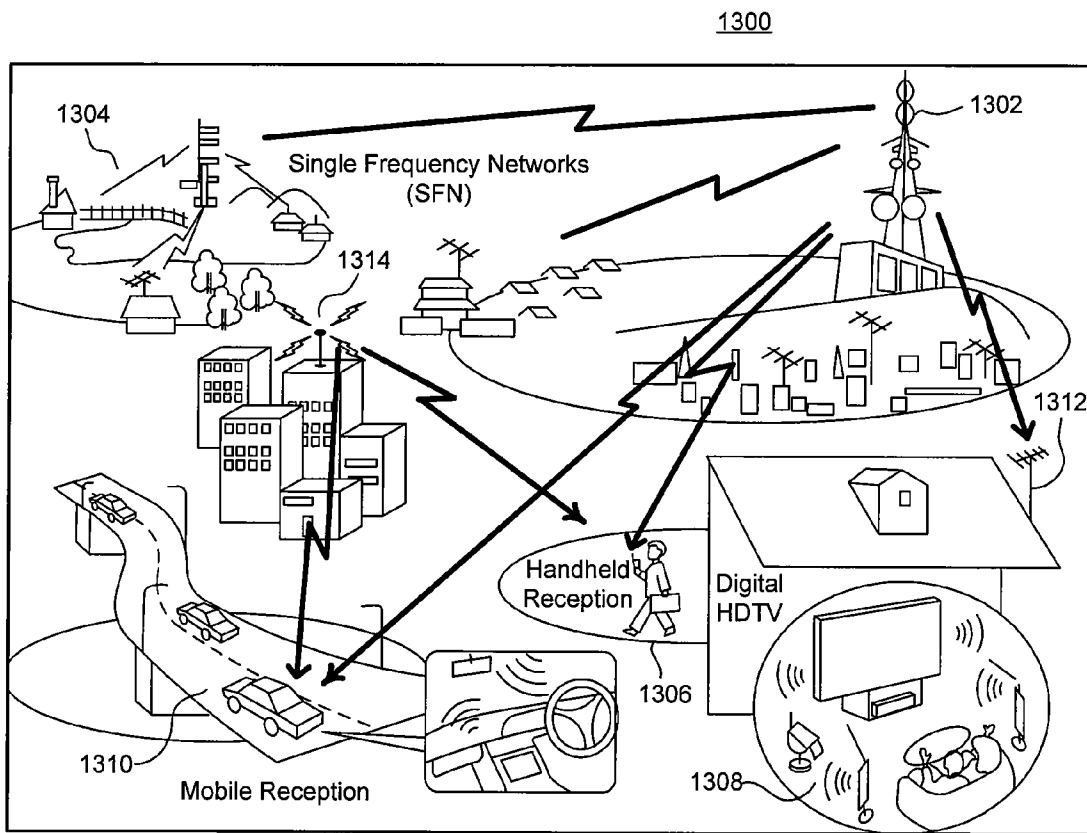 1300
1304
1302
Single Frequency Networks
(SFN)
1314
1312
Handheld
Reception
Digital
HDTV
1306
1310
1308
Mobile Reception